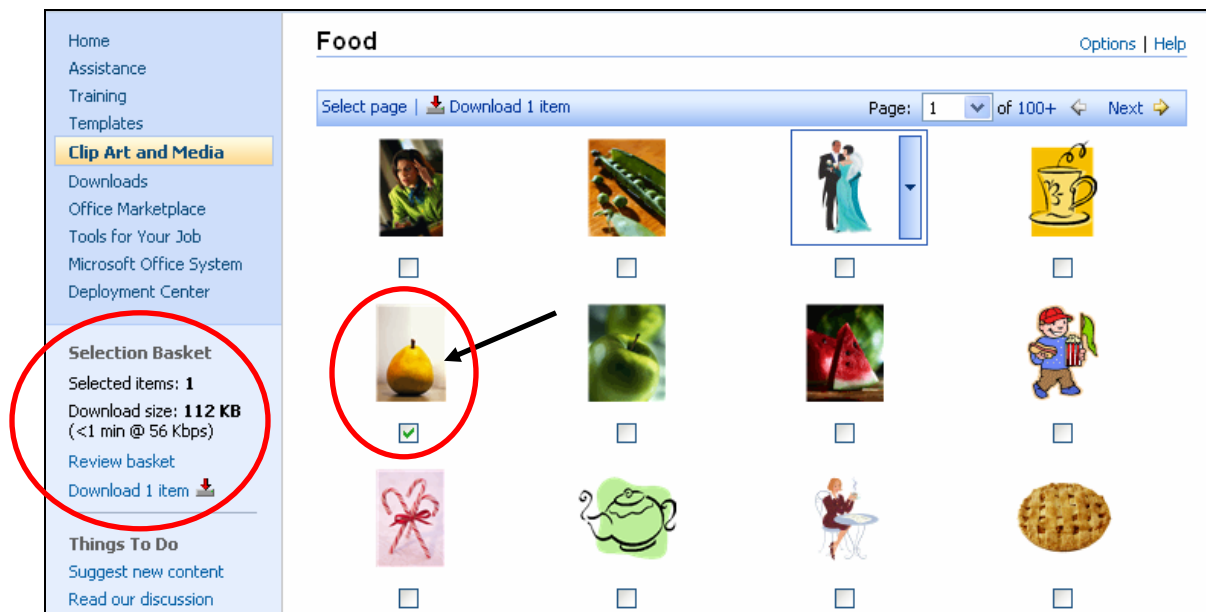 Home
Assistance
Training
Templates
Clip Art and Media
Downloads
Office Marketplace
Tools for Your Job
Microsoft Office System
Deployment Center
Selection Basket
Selected items: 1
Download size: 112 KB
(<1 min @ 56 Kbps)
Review basket
Download 1 item
Things To Do
Suggest new content
Read our discussion
Food
Options | Help
Select page | Download 1 item
Page: 1 of 100+ Next